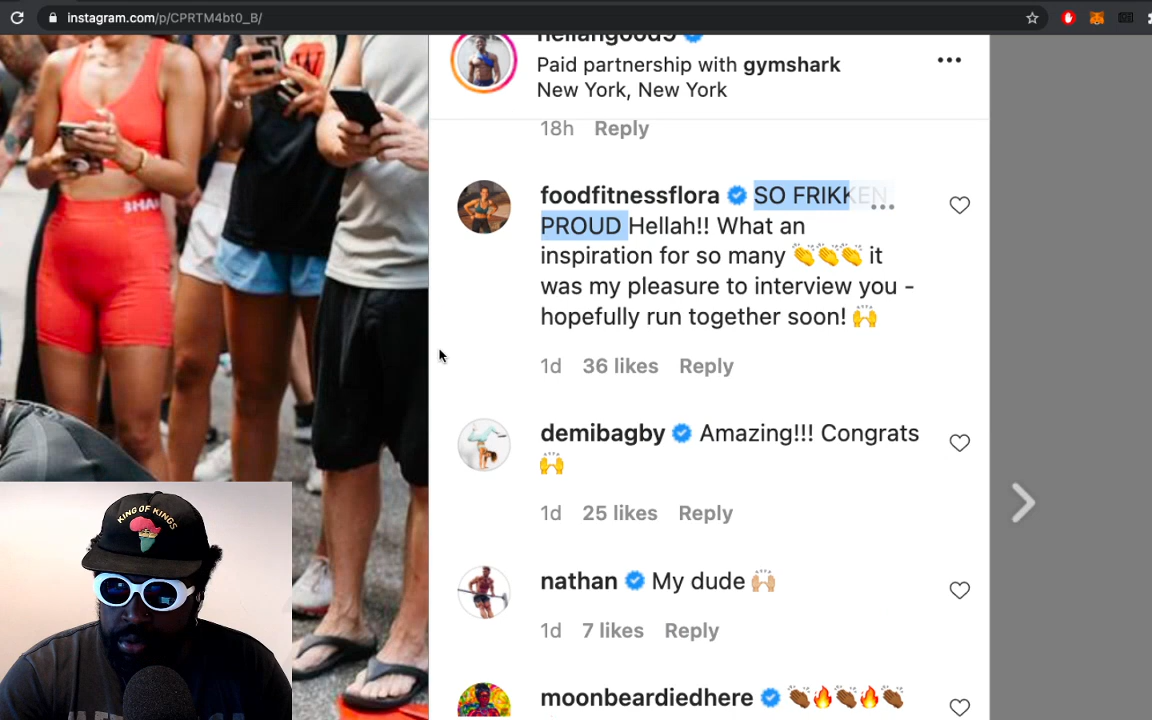 instagram.com/p/CPRTM4bt0_B/
Paid partnership with gymshark
New York, New York
18h Reply
foodfitnessflora SO FRIKKEN
PROUD Hellah!! What an
inspiration for so many 👏👏👏 it
was my pleasure to interview you -
hopefully run together soon! 🙌
1d 36 likes Reply
demibagby Amazing!!! Congrats
🙌
1d 25 likes Reply
nathan My dude 🙌🏼
1d 7 likes Reply
moonbeardiedhere 👏🏾🔥👏🏾🔥👏🏾
SHA
KING OF KINGS